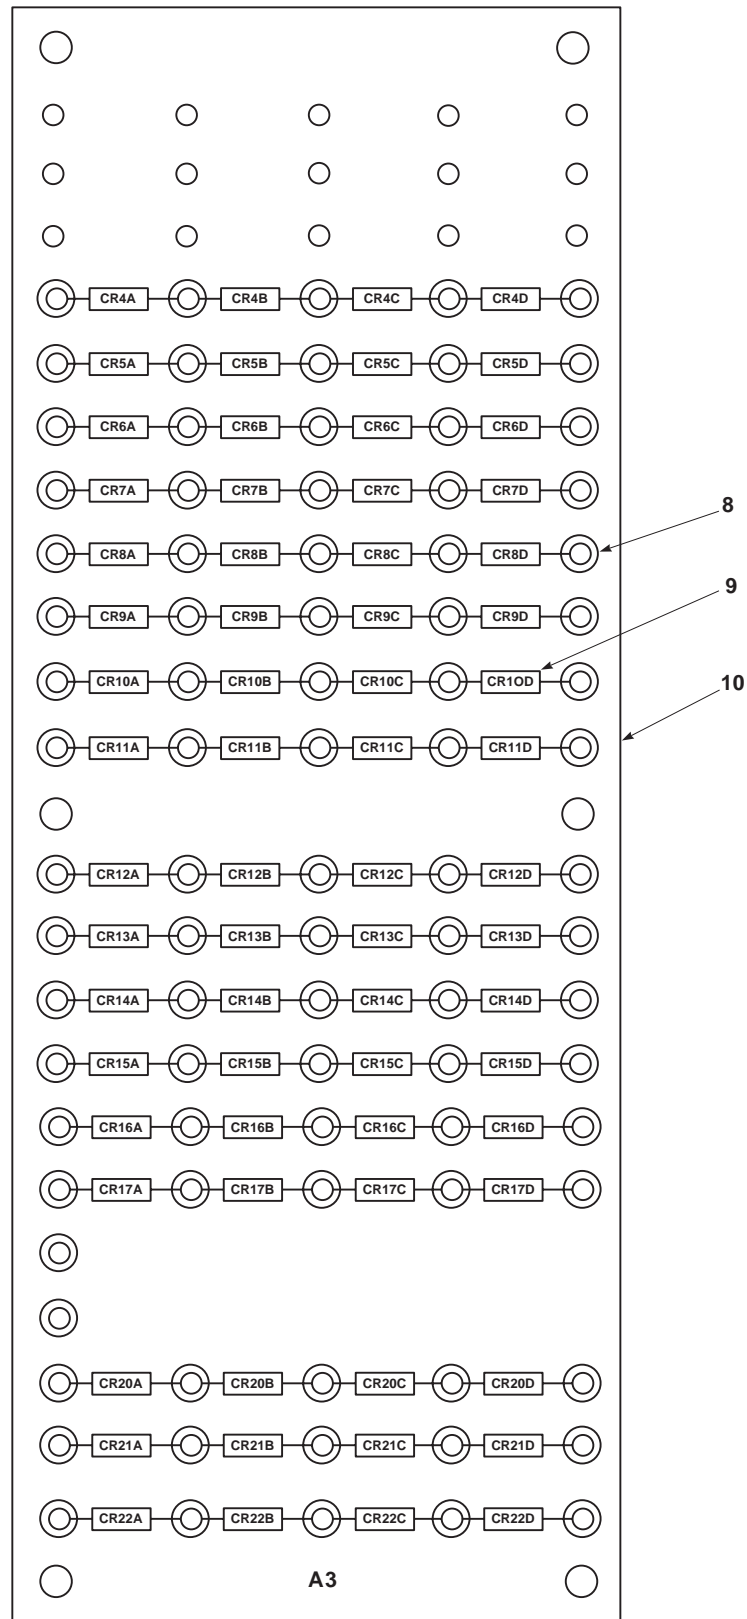 CR4A CR4B CR4C CR4D
CR5A CR5B CR5C CR5D
CR6A CR6B CR6C CR6D
CR7A CR7B CR7C CR7D
8
CR8A CR8B CR8C CR8D
9
CR9A CR9B CR9C CR9D
CR10A CR10B CR10C CR1OD
10
CR11A CR11B CR11C CR11D
CR12A CR12B CR12C CR12D
CR13A CR13B CR13C CR13D
CR14A CR14B CR14C CR14D
CR15A CR15B CR15C CR15D
CR16A CR16B CR16C CR16D
CR17A CR17B CR17C CR17D
CR20A CR20B CR20C CR20D
CR21A CR21B CR21C CR21D
CR22A CR22B CR22C CR22D
A3